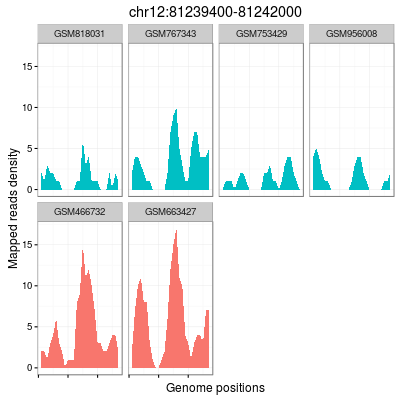 chr12:81239400-81242000
GSM818031 GSM767343 GSM753429 GSM956008
15
10
5
0
GSM466732 GSM663427
15
10
5
0
Mapped reads density
Genome positions